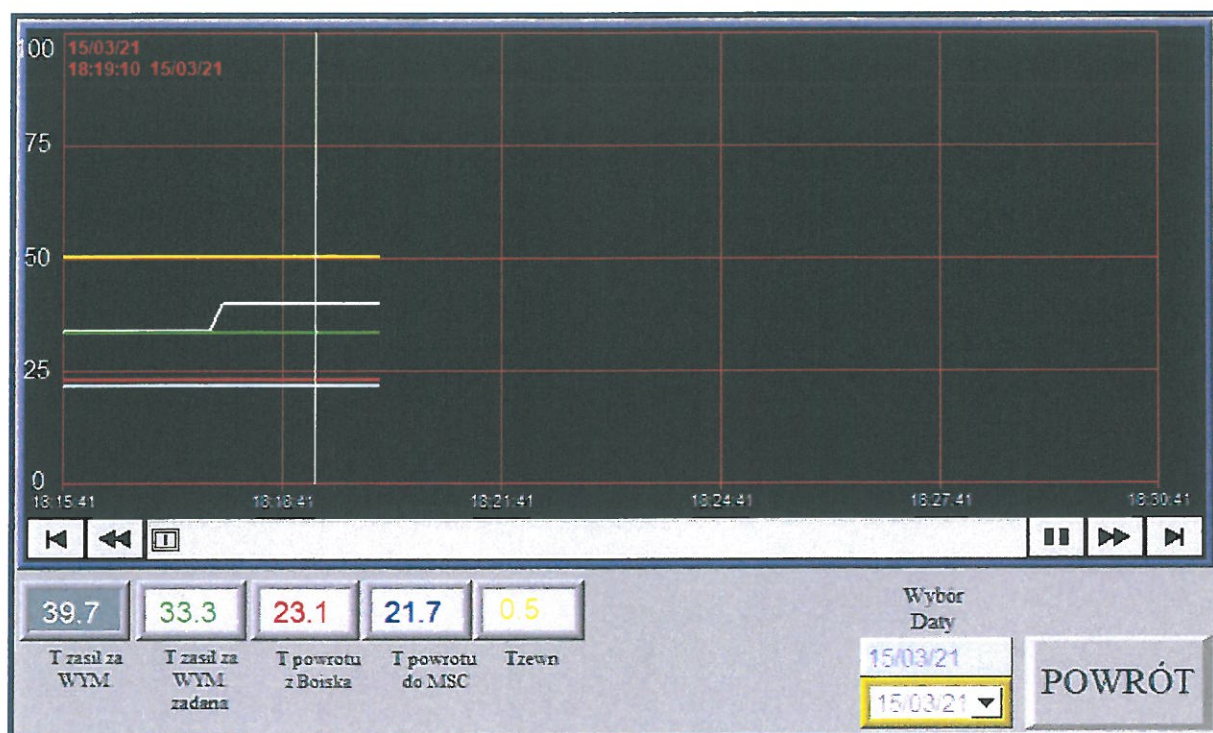 100
15/03/21
18:19:10 15/03/21
75
50
25
0
18:15:41 18:18:41 18:21:41 18:24:41 18:27:41 18:30:41
39.7 33.3 23.1 21.7 0.5
T zasil za
WYM.
T zasil za
WYM.
zadana
T powrotu
z Boiska
T powrotu
do MSC
Tzewn
Wybór
Daty
15/03/21
15/03/21
POWRÓT